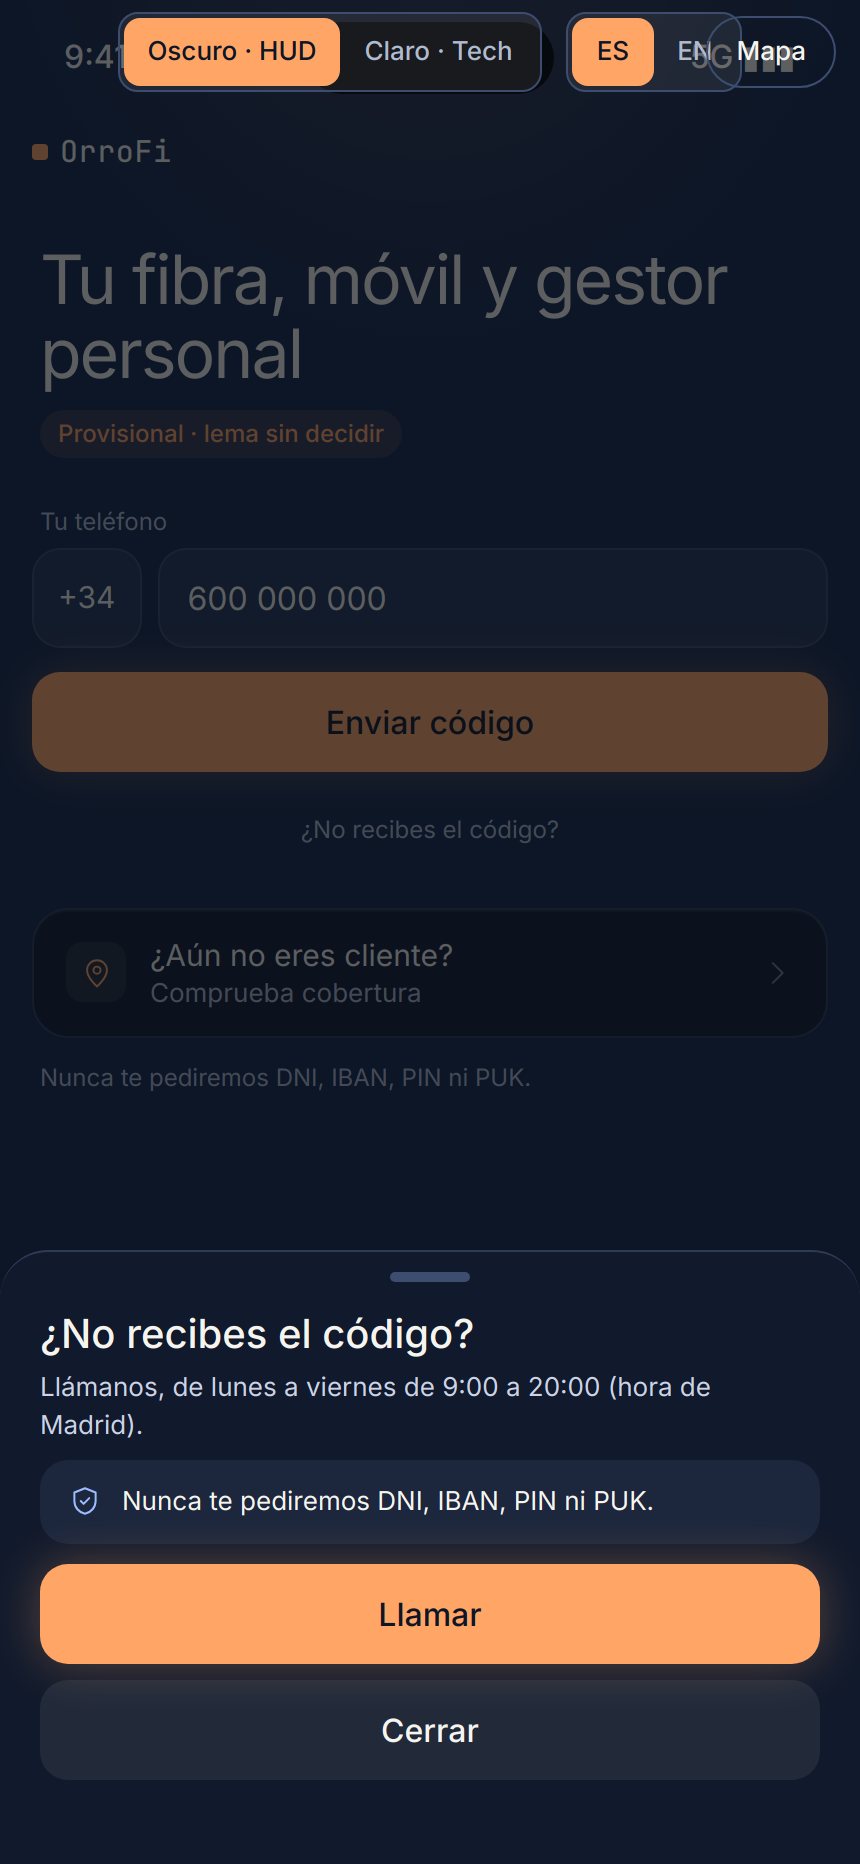 9:41
Oscuro · HUD
Claro · Tech
ES
EN
5G
Mapa
OrroFi
Tu fibra, móvil y gestor
personal
Provisional · lema sin decidir
Tu teléfono
+34
600 000 000
Enviar código
¿No recibes el código?
¿Aún no eres cliente?
Comprueba cobertura
Nunca te pediremos DNI, IBAN, PIN ni PUK.
¿No recibes el código?
Llámanos, de lunes a viernes de 9:00 a 20:00 (hora de
Madrid).
Nunca te pediremos DNI, IBAN, PIN ni PUK.
Llamar
Cerrar